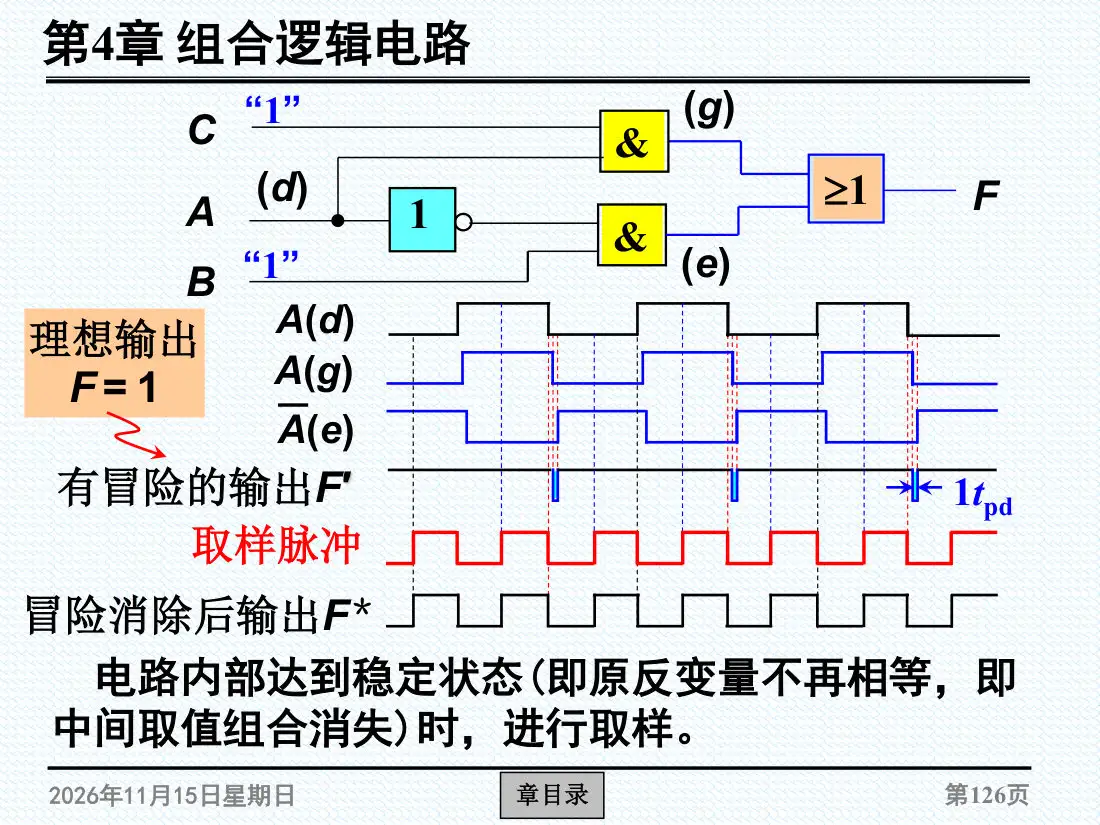 第4章 组合逻辑电路
C “1” & (g)
A (d) 1 ≥1 F
B “1” & (e)
A(d)
理想输出
F = 1
A(g)
A̅(e)
有冒险的输出F' 1tpd
取样脉冲
冒险消除后输出F*
电路内部达到稳定状态(即原反变量不再相等，即
中间取值组合消失)时，进行取样。
2026年11月15日星期日 章目录 第126页